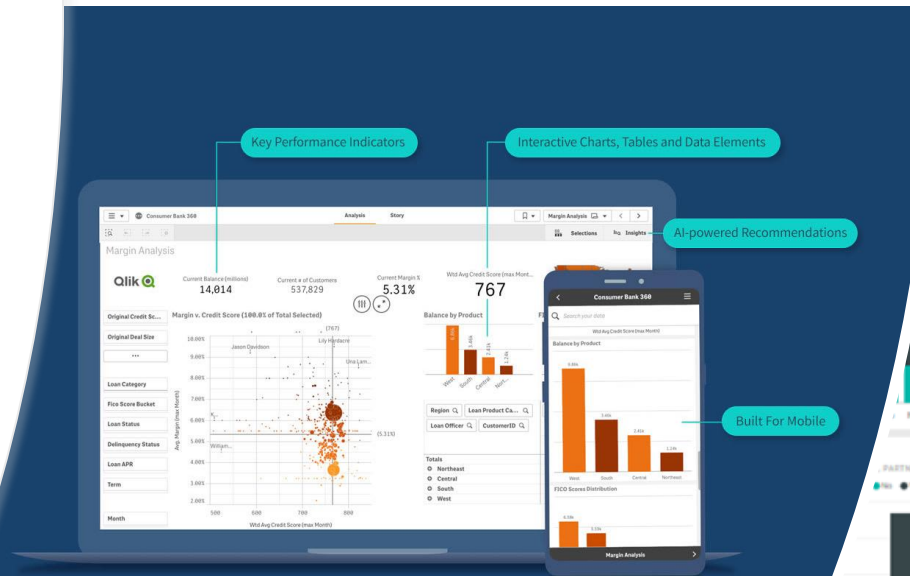 Key Performance Indicators
Interactive Charts, Tables and Data Elements
AI-powered Recommendations
Built For Mobile
Consumer Bank 360
Analysis
Story
Margin Analysis
Selections
Insights
Margin Analysis
Qlik
Current Balance (millions)
14,014
Current # of Customers
537,829
Current Margin %
5.31%
Wtd Avg Credit Score (max Mont...
767
Original Credit Sc...
Original Deal Size
...
Loan Category
Fico Score Bucket
Loan Status
Delinquency Status
Loan APR
Term
Month
Margin v. Credit Score (100.0% of Total Selected)
(767)
Jaxon Davidson
Lily Hardacre
Una Lam...
William...
(5.31%)
Avg. Margin (max Month)
10.00%
9.00%
8.00%
7.00%
6.00%
5.00%
4.00%
3.00%
2.00%
500
600
700
800
Wtd Avg Credit Score (max Month)
Balance by Product
West
South
Central
Nort...
Region
Loan Product Ca...
Loan Officer
CustomerID
Totals
Northeast
Central
South
West
Consumer Bank 360
Search your data
Wtd Avg Credit Score (max Month)
Balance by Product
West
South
Central
Northeast
FICO Scores Distribution
Margin Analysis